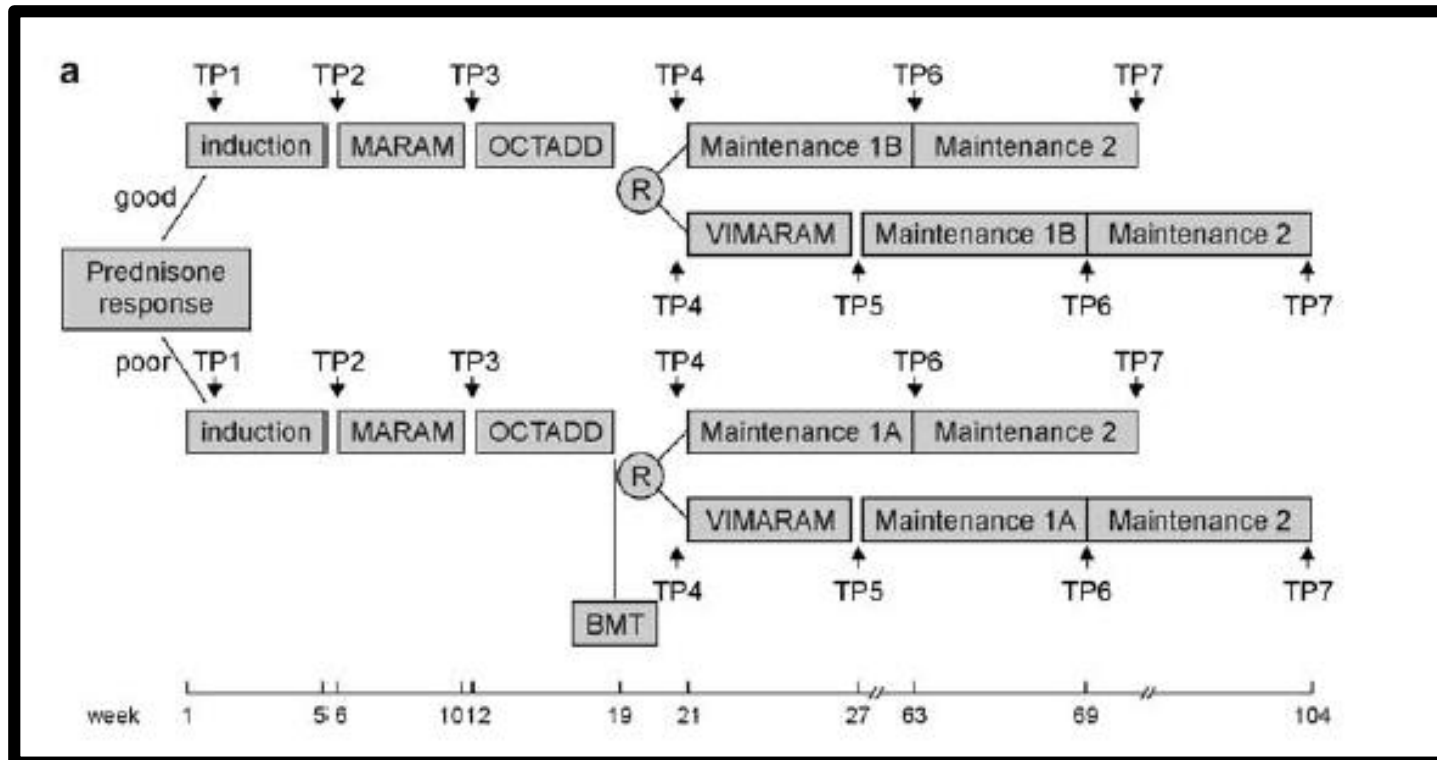 a
TP1 TP2 TP3 TP4 TP6 TP7
induction MARAM OCTADD Maintenance 1B Maintenance 2
R
good
VIMARAM Maintenance 1B Maintenance 2
Prednisone
response
TP4 TP5 TP6 TP7
poor TP1 TP2 TP3 TP4 TP6 TP7
induction MARAM OCTADD Maintenance 1A Maintenance 2
R
VIMARAM Maintenance 1A Maintenance 2
TP4 TP5 TP6 TP7
BMT
week 1 5 6 10 12 19 21 27 63 69 104